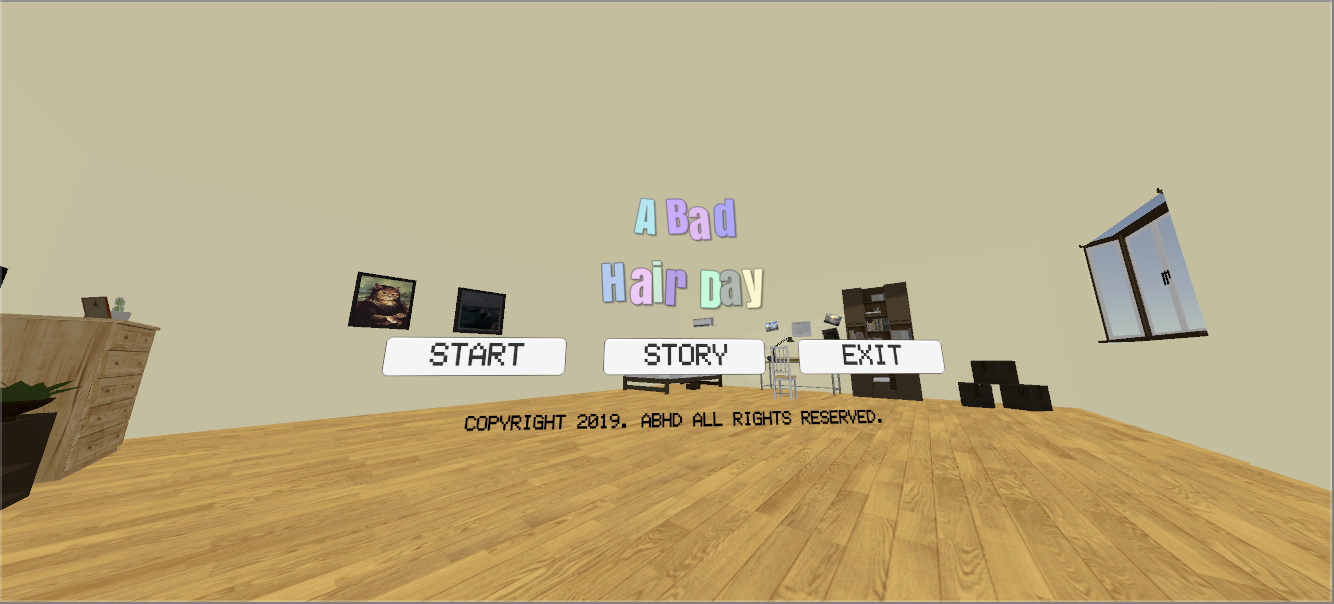 A Bad
Hair Day
START STORY EXIT
COPYRIGHT 2019. ABHD ALL RIGHTS RESERVED.